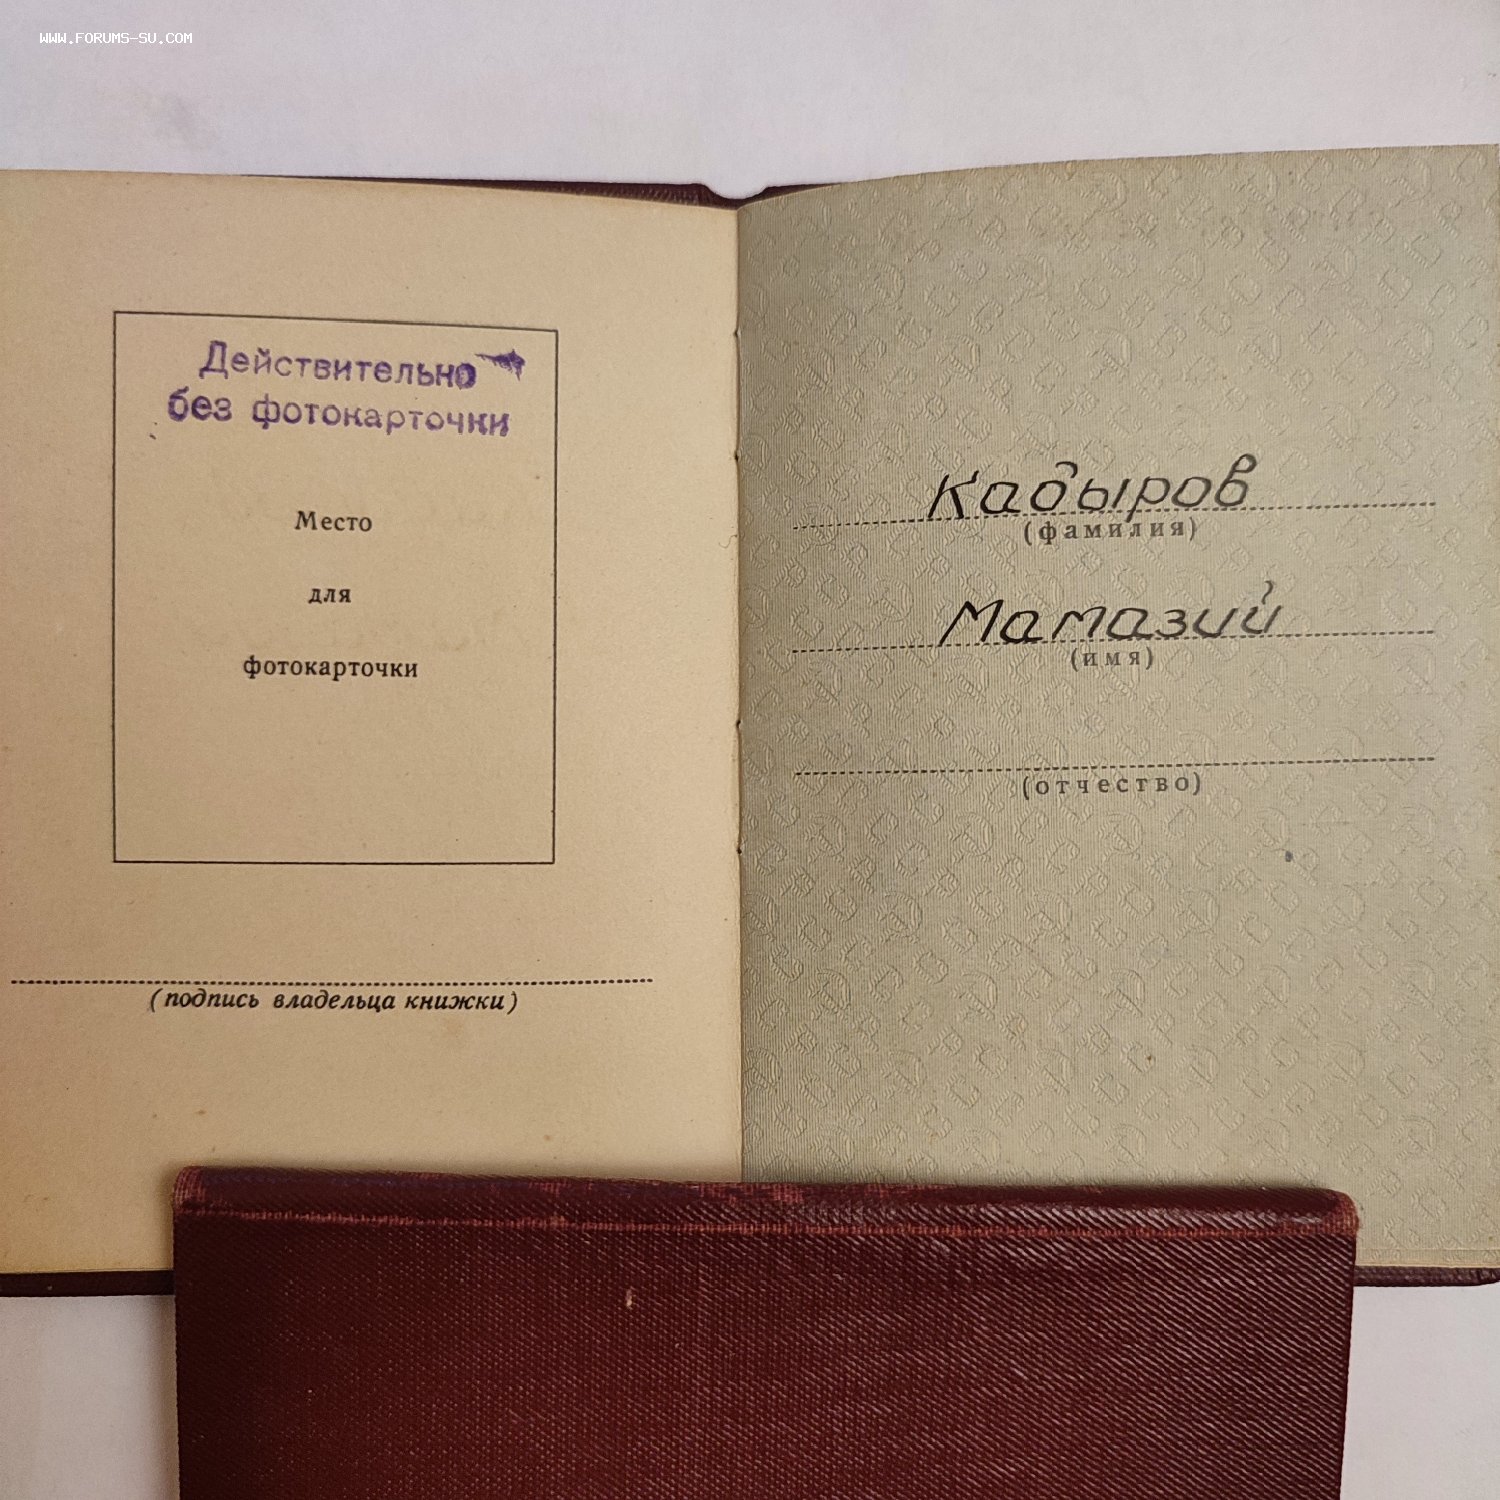 WWW.FORUMS-SU.COM
Действительно
без фотокарточки
Место
для
фотокарточки
(подпись владельца книжки)
Кадыров
(фамилия)
Мамазий
(имя)
(отчество)